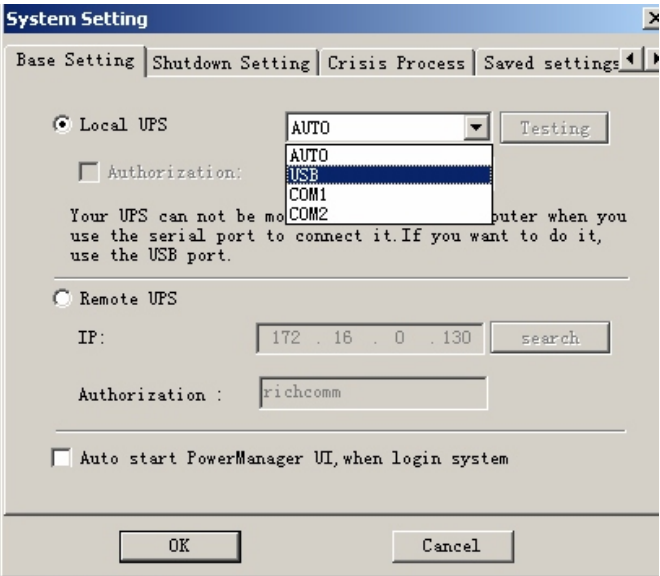 System Setting
Base Setting Shutdown Setting Crisis Process Saved settings
Local UPS AUTO Testing
AUTO
Authorization: USB
COM1
Your UPS can not be mo COM2 puter when you
use the serial port to connect it.If you want to do it,
use the USB port.
Remote UPS
IP: 172 . 16 . 0 . 130 search
Authorization : richcomm
Auto start PowerManager UI,when login system
OK Cancel